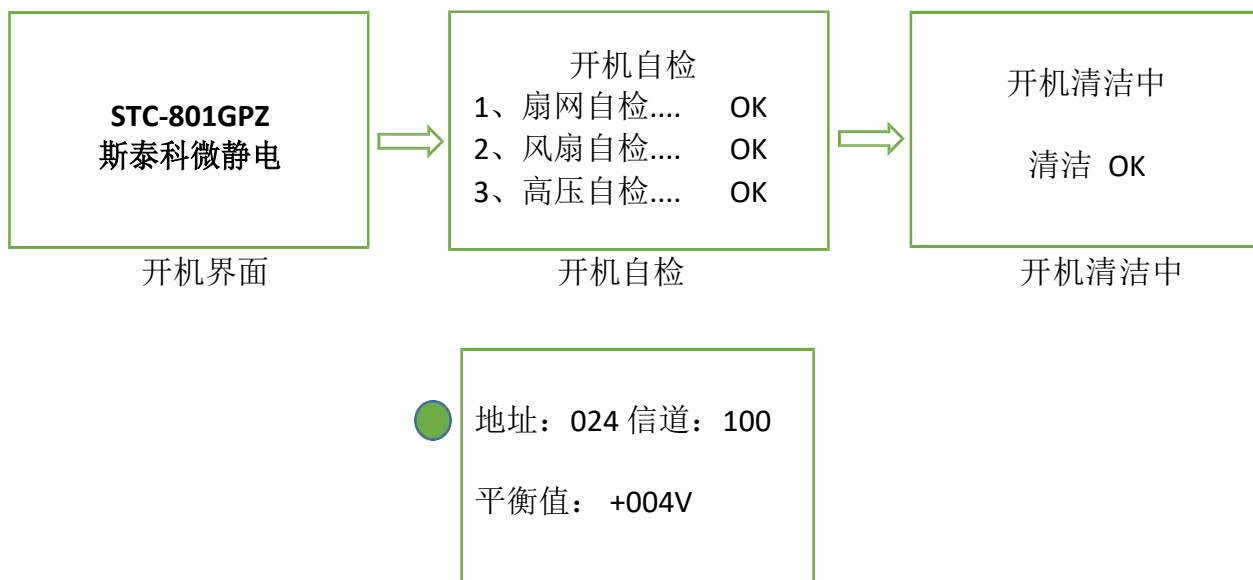 STC-801GPZ
斯泰科微静电
开机界面
开机自检
1、扇网自检.... OK
2、风扇自检.... OK
3、高压自检.... OK
开机自检
开机清洁中
清洁 OK
开机清洁中
地址：024 信道：100
平衡值： +004V